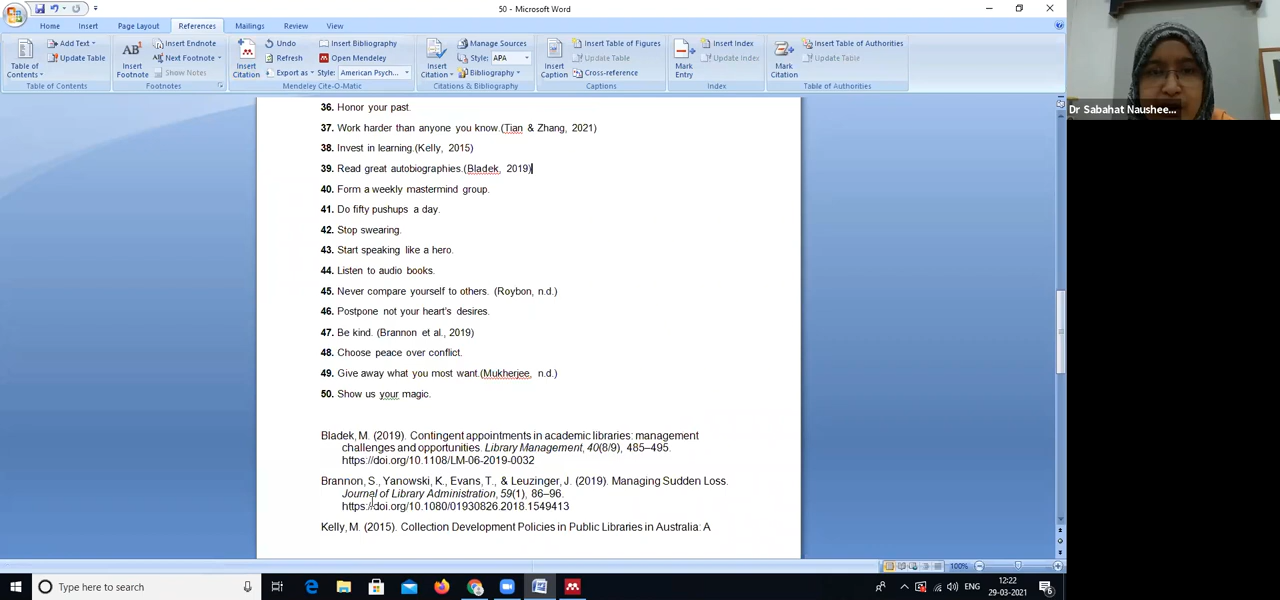 50 - Microsoft Word
Home Insert Page Layout References Mailings Review View
Table of Contents Add Text Update Table Table of Contents
Insert Footnote AB¹ Insert Endnote Next Footnote Show Notes Footnotes
Insert Citation Undo Refresh Export as Insert Bibliography Open Mendeley Style: American Psych... Mendeley Cite-O-Matic
Insert Citation Manage Sources Style: APA Bibliography Citations & Bibliography
Insert Caption Insert Table of Figures Update Table Cross-reference Captions
Mark Entry Insert Index Update Index Index
Mark Citation Insert Table of Authorities Update Table Table of Authorities
Dr Sabahat Naushee...
36. Honor your past.
37. Work harder than anyone you know.(Tian & Zhang, 2021)
38. Invest in learning.(Kelly, 2015)
39. Read great autobiographies.(Bladek, 2019)
40. Form a weekly mastermind group.
41. Do fifty pushups a day.
42. Stop swearing.
43. Start speaking like a hero.
44. Listen to audio books.
45. Never compare yourself to others. (Roybon, n.d.)
46. Postpone not your heart's desires.
47. Be kind. (Brannon et al., 2019)
48. Choose peace over conflict.
49. Give away what you most want.(Mukherjee, n.d.)
50. Show us your magic.
Bladek, M. (2019). Contingent appointments in academic libraries: management
challenges and opportunities. Library Management, 40(8/9), 485–495.
https://doi.org/10.1108/LM-06-2019-0032
Brannon, S., Yanowski, K., Evans, T., & Leuzinger, J. (2019). Managing Sudden Loss.
Journal of Library Administration, 59(1), 86–96.
https://doi.org/10.1080/01930826.2018.1549413
Kelly, M. (2015). Collection Development Policies in Public Libraries in Australia: A
100%
Type here to search
ENG
12:22
29-03-2021
6